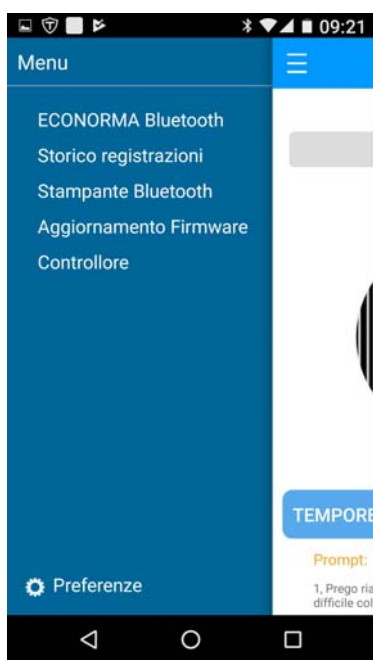 09:21
Menu
ECONORMA Bluetooth
Storico registrazioni
Stampante Bluetooth
Aggiornamento Firmware
Controllore
TEMPORE
Prompt:
1, Prego ria
difficile col
Preferenze